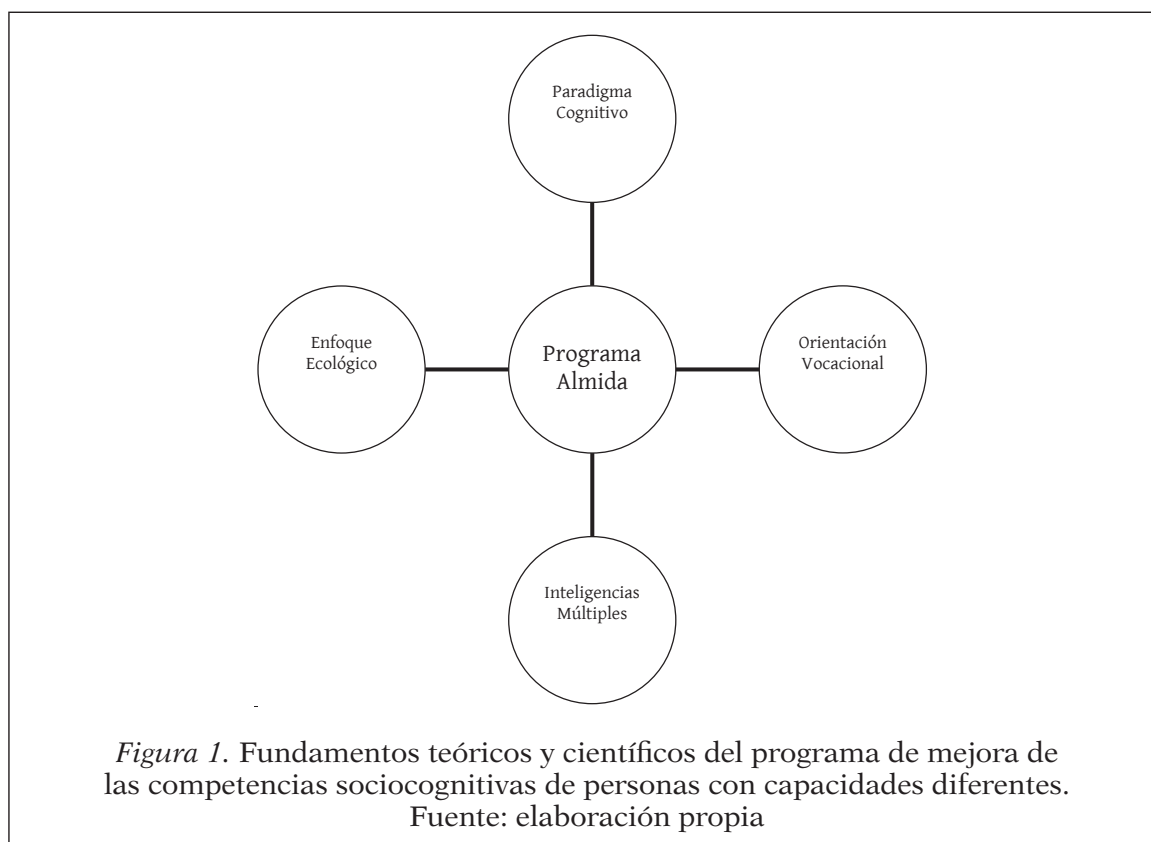 Paradigma
Cognitivo
Enfoque
Ecológico
Programa
Almida
Orientación
Vocacional
Inteligencias
Múltiples
Figura 1. Fundamentos teóricos y científicos del programa de mejora de
las competencias sociocognitivas de personas con capacidades diferentes.
Fuente: elaboración propia